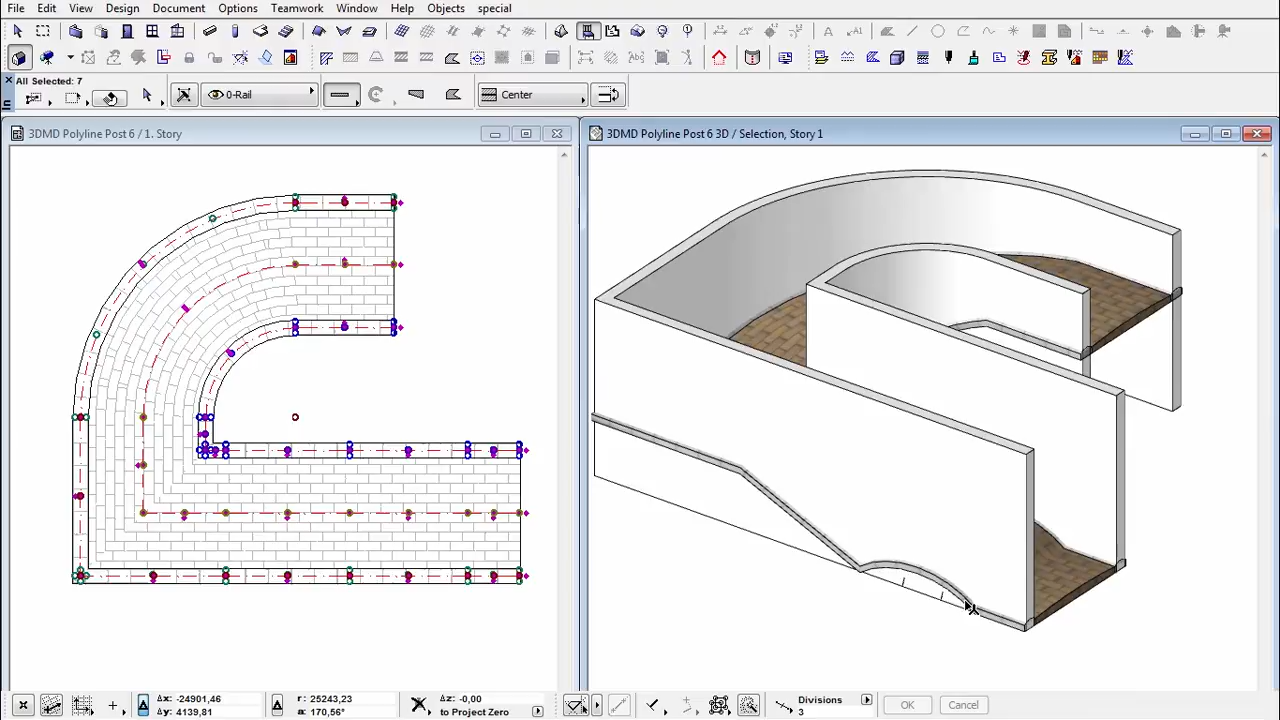 File Edit View Design Document Options Teamwork Window Help Objects special
All Selected: 7
0-Rail
Center
3DMD Polyline Post 6 / 1. Story
3DMD Polyline Post 6 3D / Selection, Story 1
Δx: -24901,46
Δy: 4139,81
r: 25243,23
a: 170,56°
Δz: -0,00
to Project Zero
Divisions
3
OK
Cancel